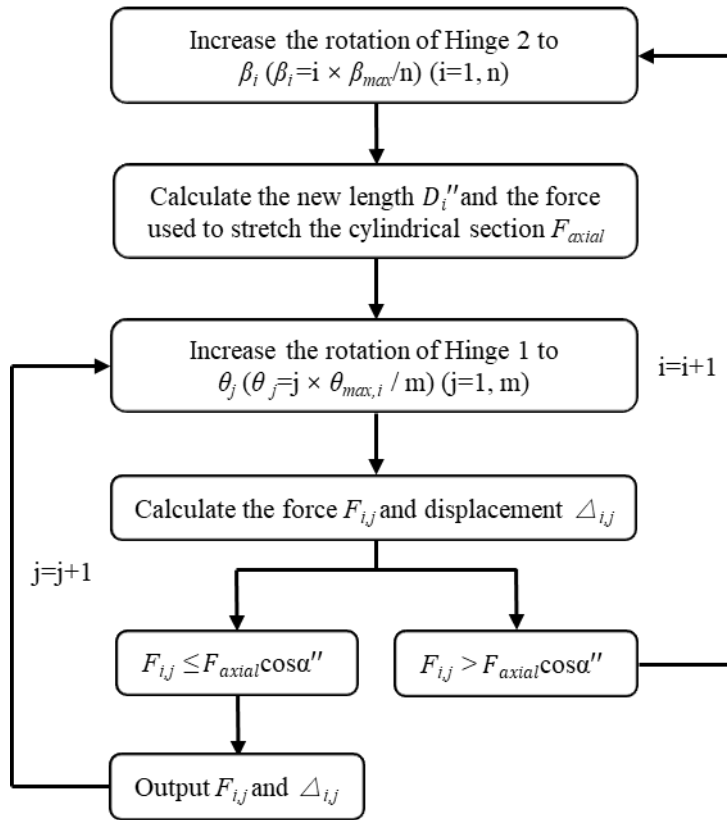 Increase the rotation of Hinge 2 to
βi (βi=i × βmax/n) (i=1, n)
Calculate the new length Di″ and the force
used to stretch the cylindrical section Faxial
Increase the rotation of Hinge 1 to
θj (θj=j × θmax,i / m) (j=1, m)
i=i+1
Calculate the force Fi,j and displacement △i,j
j=j+1
Fi,j ≤ Faxialcosα″
Fi,j > Faxialcosα″
Output Fi,j and △i,j